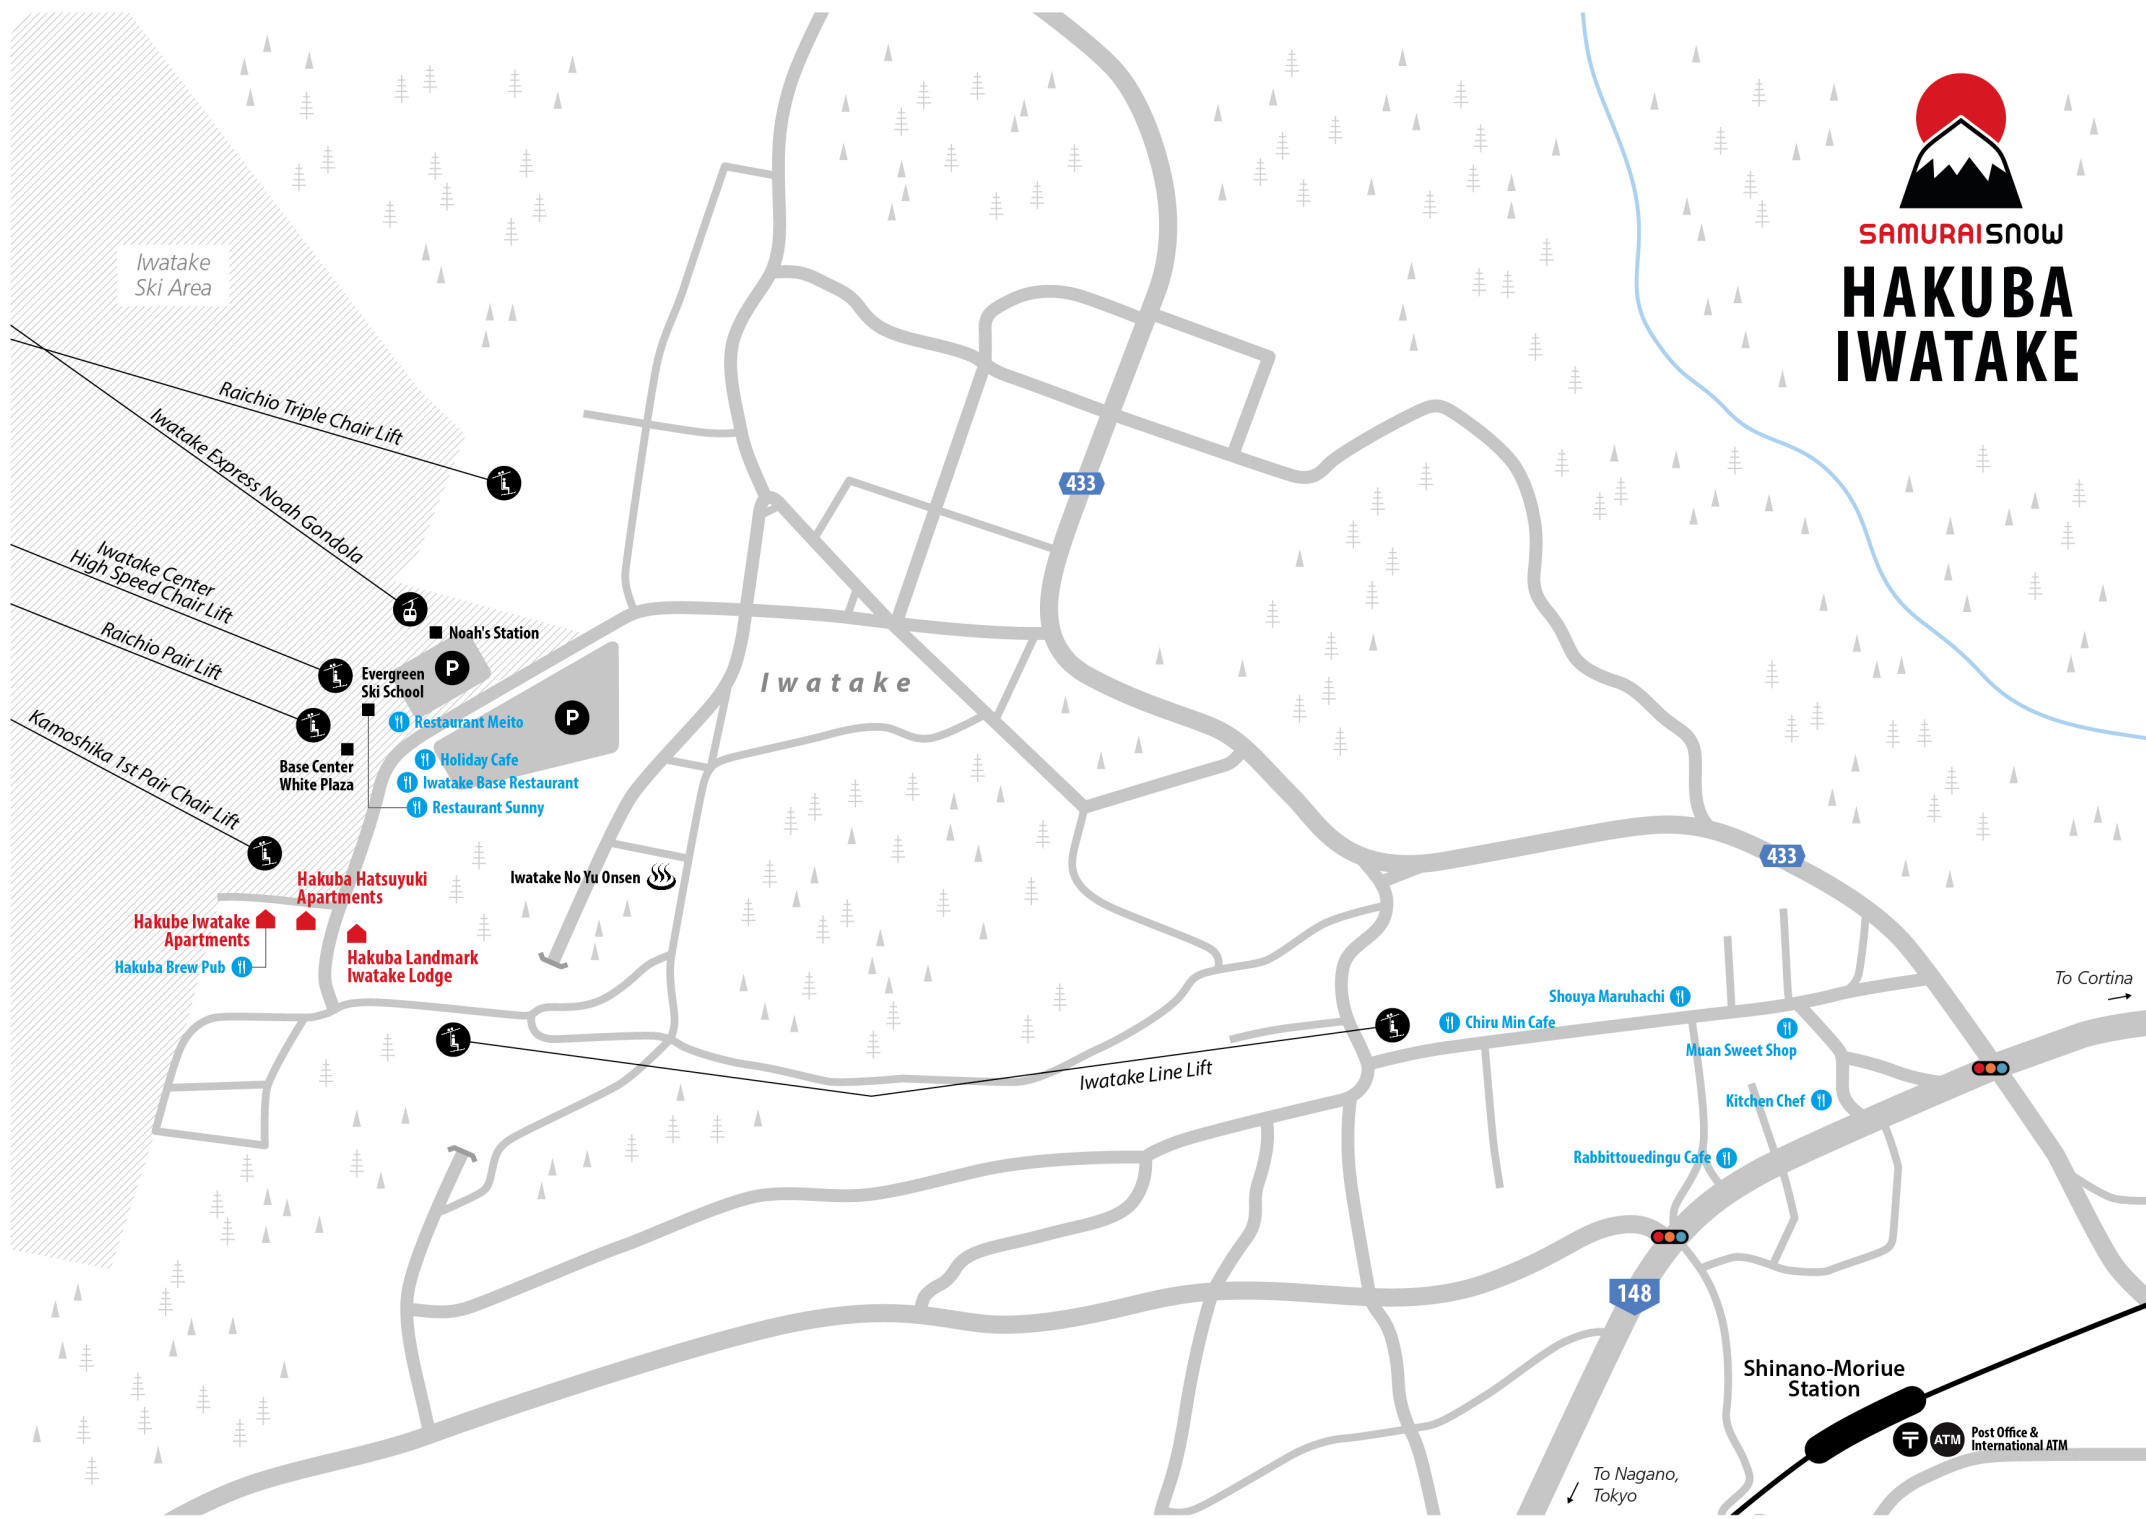 SAMURAISNOW
HAKUBA
IWATAKE
Iwatake
Ski Area
Raichio Triple Chair Lift
Iwatake Express Noah Gondola
Iwatake Center
High Speed Chair Lift
Raichio Pair Lift
Kamoshika 1st Pair Chair Lift
Noah's Station
P
Evergreen
Ski School
P
Restaurant Meito
Base Center
White Plaza
Holiday Cafe
Iwatake Base Restaurant
Restaurant Sunny
Iwatake
433
433
Iwatake No Yu Onsen
Hakuba Hatsuyuki
Apartments
Hakube Iwatake
Apartments
Hakuba Brew Pub
Hakuba Landmark
Iwatake Lodge
Iwatake Line Lift
Chiru Min Cafe
Shouya Maruhachi
Muan Sweet Shop
Kitchen Chef
Rabbittouedingu Cafe
To Cortina
148
Shinano-Moriue
Station
〒
ATM
Post Office &
International ATM
To Nagano,
Tokyo